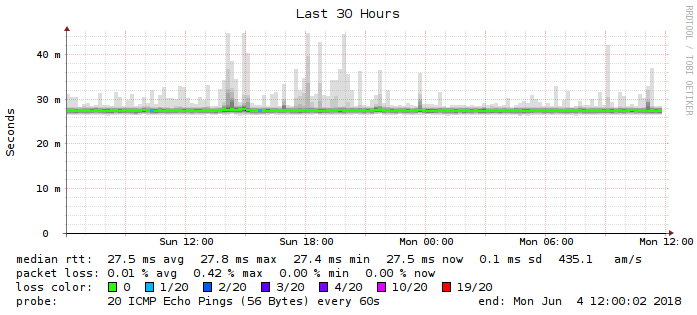 Last 30 Hours
RRDTOOL / TOBI OETIKER
Seconds
40 m
30 m
20 m
10 m
0
Sun 12:00 Sun 18:00 Mon 00:00 Mon 06:00 Mon 12:00
median rtt: 27.5 ms avg 27.8 ms max 27.4 ms min 27.5 ms now 0.1 ms sd 435.1 am/s
packet loss: 0.01 % avg 0.42 % max 0.00 % min 0.00 % now
loss color: 0 1/20 2/20 3/20 4/20 10/20 19/20
probe: 20 ICMP Echo Pings (56 Bytes) every 60s end: Mon Jun 4 12:00:02 2018